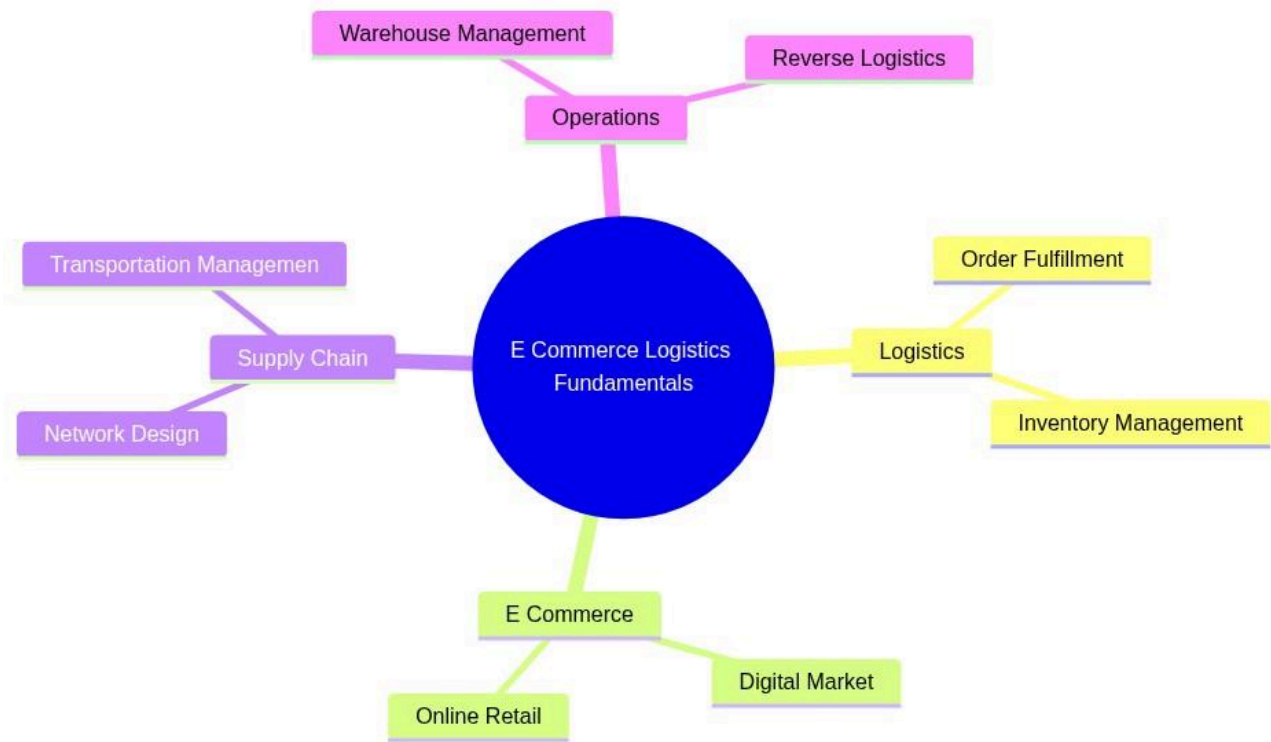 Warehouse Management
Reverse Logistics
Operations
Transportation Managemen
Order Fulfillment
Supply Chain
E Commerce Logistics
Fundamentals
Logistics
Network Design
Inventory Management
E Commerce
Digital Market
Online Retail